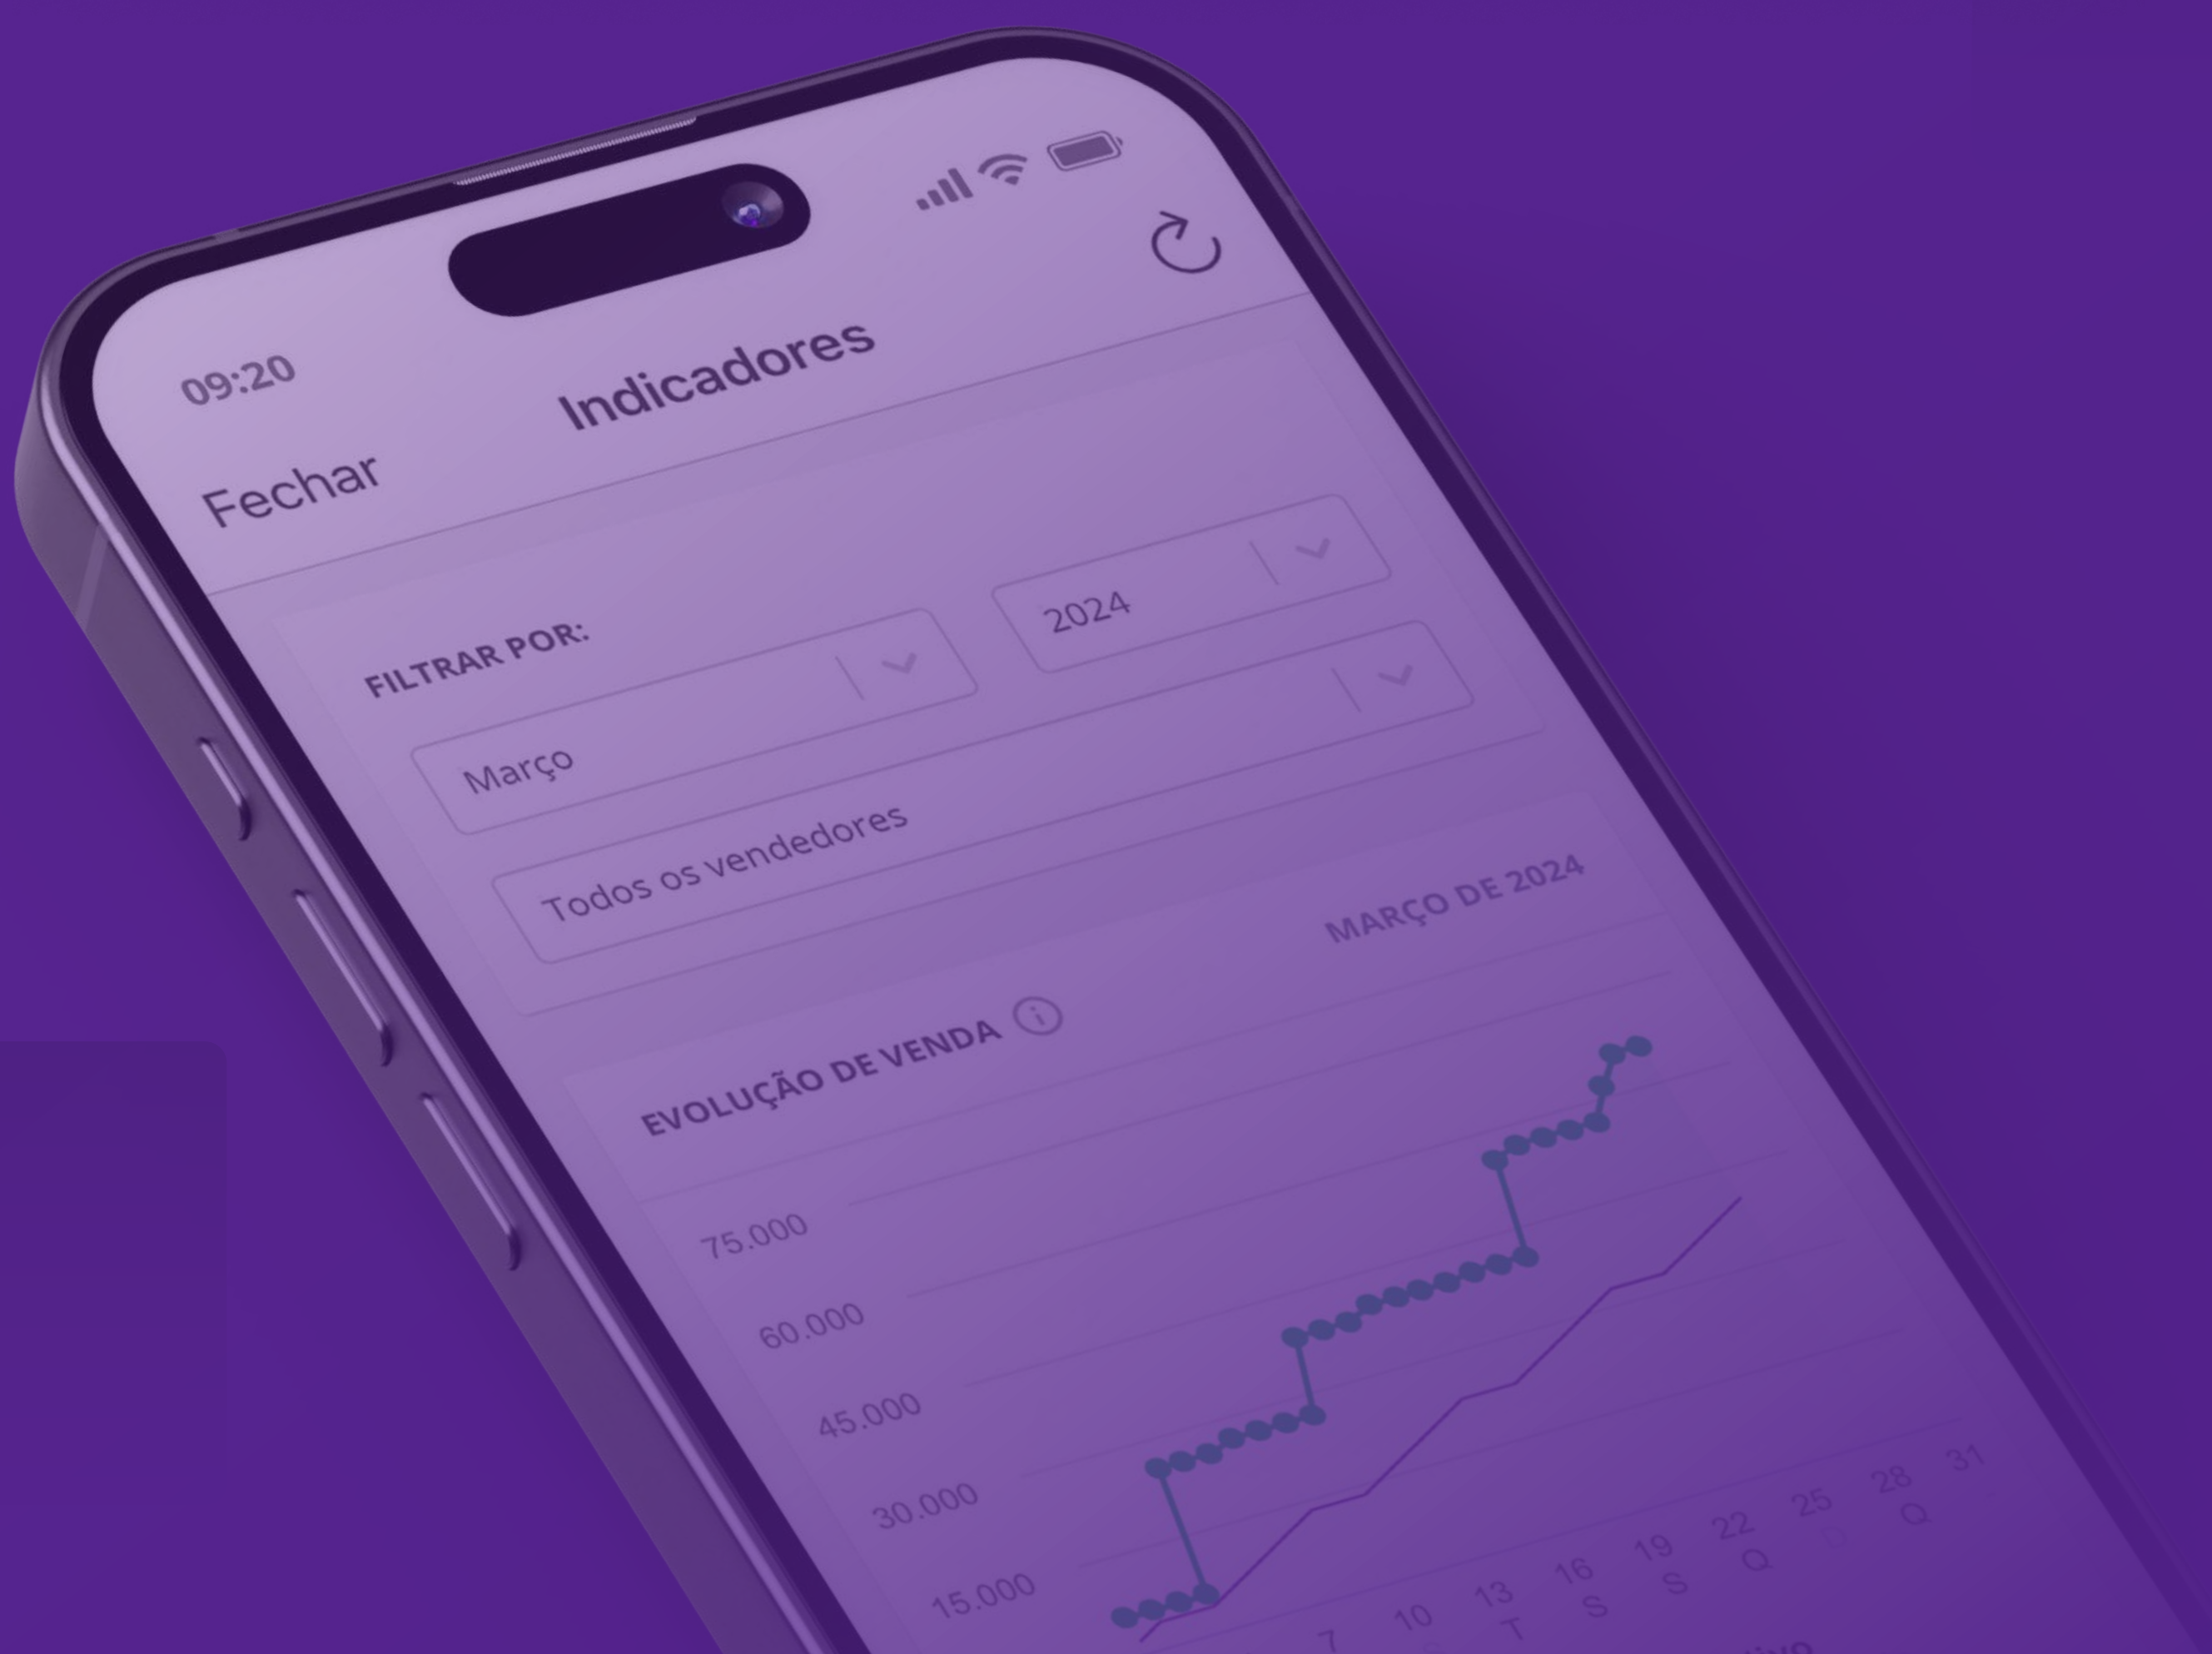 09:20
Fechar
Indicadores
FILTRAR POR:
Março
2024
Todos os vendedores
EVOLUÇÃO DE VENDA
MARÇO DE 2024
75.000
60.000
45.000
30.000
15.000
7 10 13 16 19 22 25 28 31
T S S Q D Q